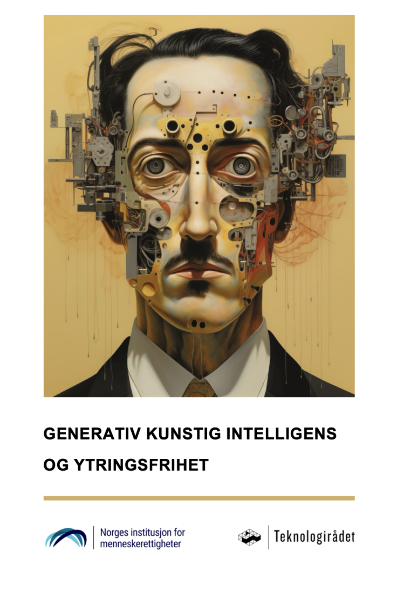 GENERATIV KUNSTIG INTELLIGENS
OG YTRINGSFRIHET
Norges institusjon for
menneskerettigheter
Teknologirådet